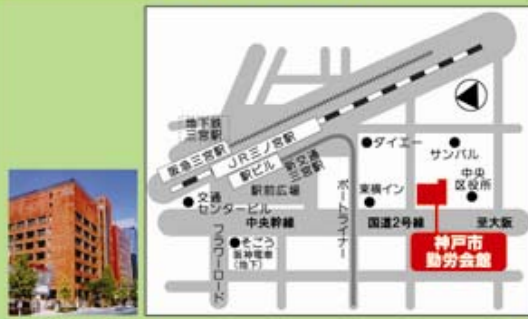 地下鉄
三宮駅
阪急三宮駅
JR三ノ宮駅
駅ビル
新交通
三宮駅
駅前広場
交通
センタービル
ダイエー
サンパル
中央
区役所
東横イン
ポートライナー
中央幹線
国道2号線
至大阪
フラワーロード
そごう
阪神電車
(地下)
神戸市
勤労会館